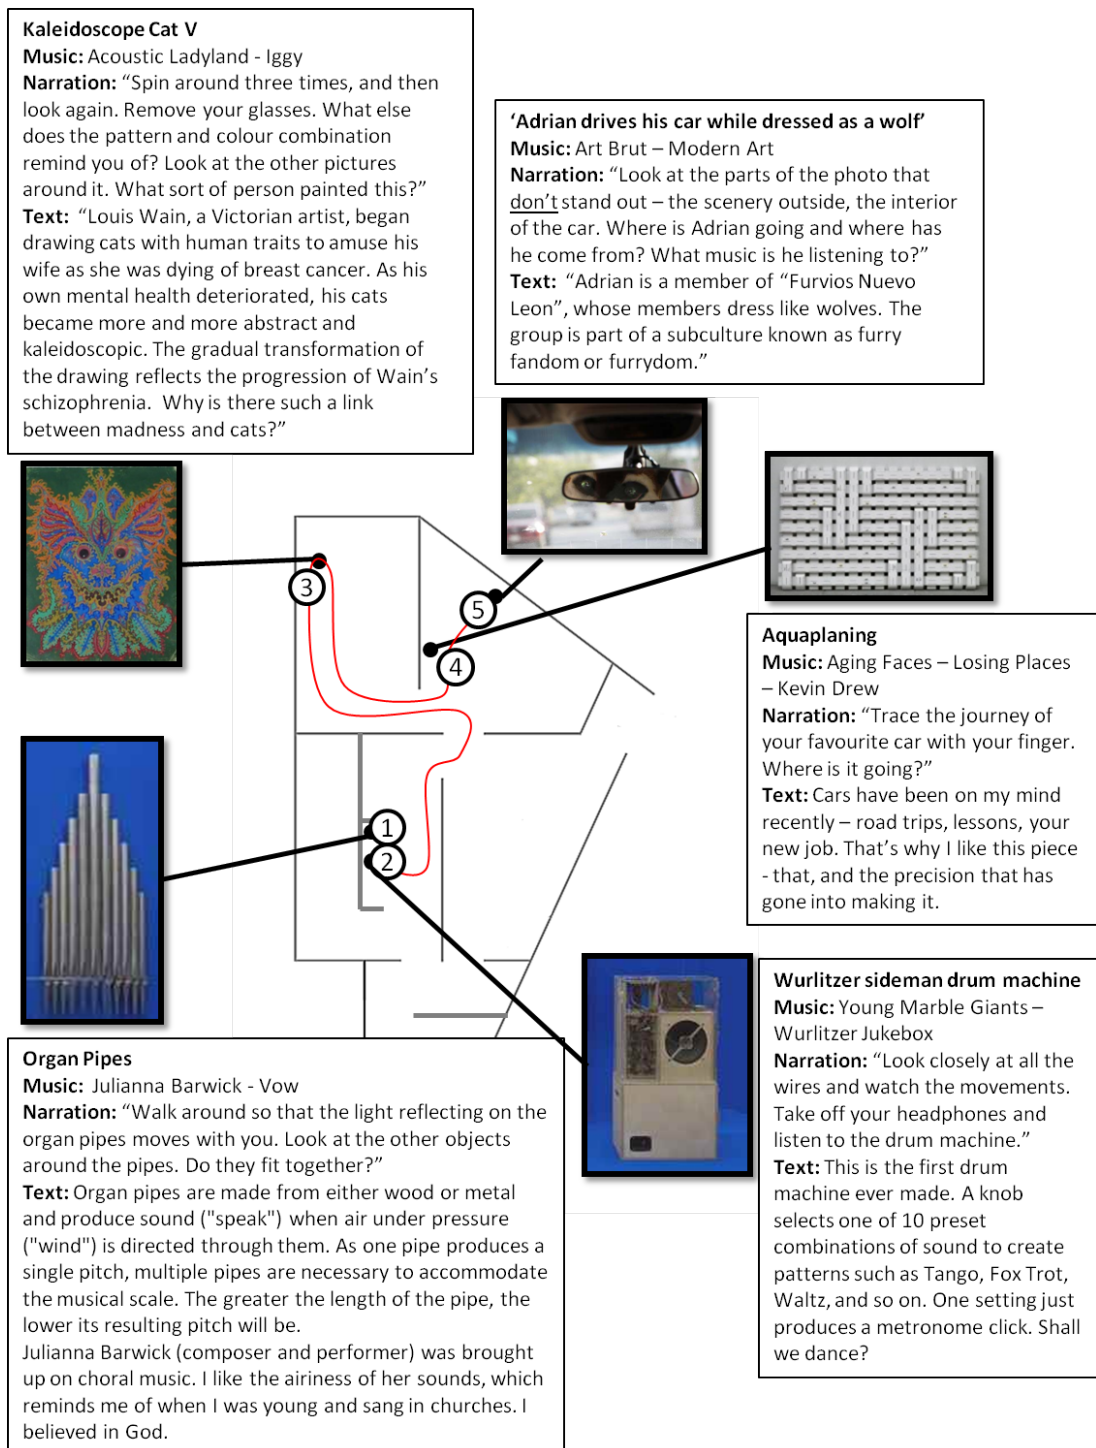 Kaleidoscope Cat V
Music: Acoustic Ladyland - Iggy
Narration: “Spin around three times, and then
look again. Remove your glasses. What else
does the pattern and colour combination
remind you of? Look at the other pictures
around it. What sort of person painted this?”
Text:  “Louis Wain, a Victorian artist, began
drawing cats with human traits to amuse his
wife as she was dying of breast cancer. As his
own mental health deteriorated, his cats
became more and more abstract and
kaleidoscopic. The gradual transformation of
the drawing reflects the progression of Wain’s
schizophrenia.  Why is there such a link
between madness and cats?”
‘Adrian drives his car while dressed as a wolf’
Music: Art Brut – Modern Art
Narration: “Look at the parts of the photo that
don’t stand out – the scenery outside, the interior
of the car. Where is Adrian going and where has
he come from? What music is he listening to?”
Text:  “Adrian is a member of “Furvios Nuevo
Leon”, whose members dress like wolves. The
group is part of a subculture known as furry
fandom or furrydom.”
3
5
4
1
2
Aquaplaning
Music: Aging Faces – Losing Places
– Kevin Drew
Narration: “Trace the journey of
your favourite car with your finger.
Where is it going?”
Text: Cars have been on my mind
recently – road trips, lessons, your
new job. That’s why I like this piece
- that, and the precision that has
gone into making it.
Wurlitzer sideman drum machine
Music: Young Marble Giants –
Wurlitzer Jukebox
Narration: “Look closely at all the
wires and watch the movements.
Take off your headphones and
listen to the drum machine.”
Text: This is the first drum
machine ever made. A knob
selects one of 10 preset
combinations of sound to create
patterns such as Tango, Fox Trot,
Waltz, and so on. One setting just
produces a metronome click. Shall
we dance?
Organ Pipes
Music:  Julianna Barwick - Vow
Narration: “Walk around so that the light reflecting on the
organ pipes moves with you. Look at the other objects
around the pipes. Do they fit together?”
Text: Organ pipes are made from either wood or metal
and produce sound ("speak") when air under pressure
("wind") is directed through them. As one pipe produces a
single pitch, multiple pipes are necessary to accommodate
the musical scale. The greater the length of the pipe, the
lower its resulting pitch will be.
Julianna Barwick (composer and performer) was brought
up on choral music. I like the airiness of her sounds, which
reminds me of when I was young and sang in churches. I
believed in God.